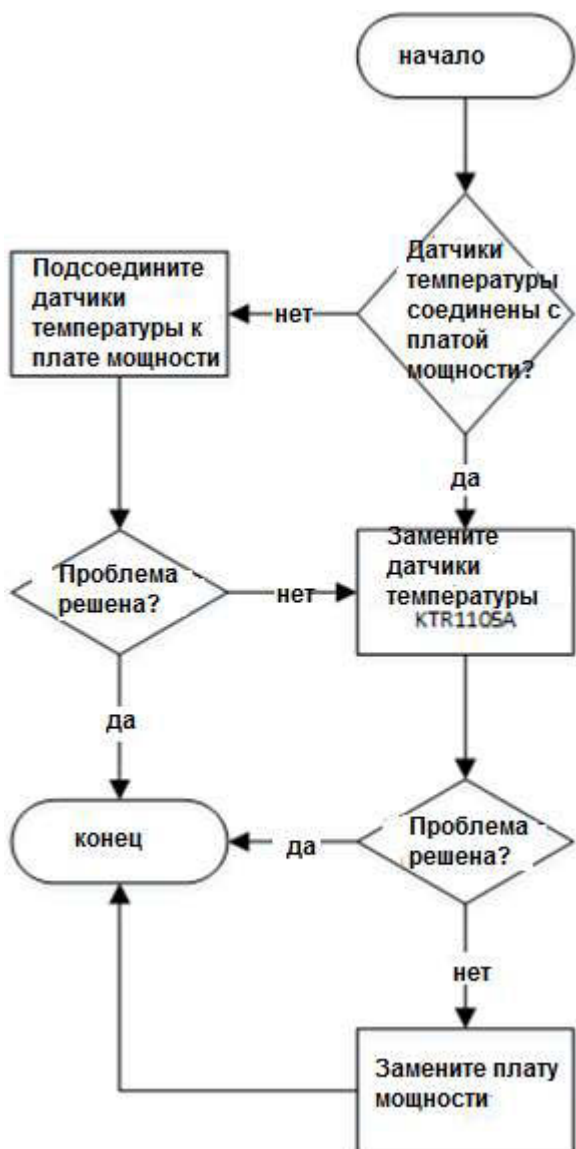 начало
Датчики
температуры
соединены с
платой
мощности?
нет
Подсоедините
датчики
температуры к
плате мощности
да
Проблема
решена?
нет
Замените
датчики
температуры
KTR1105A
да
конец
да
Проблема
решена?
нет
Замените плату
мощности